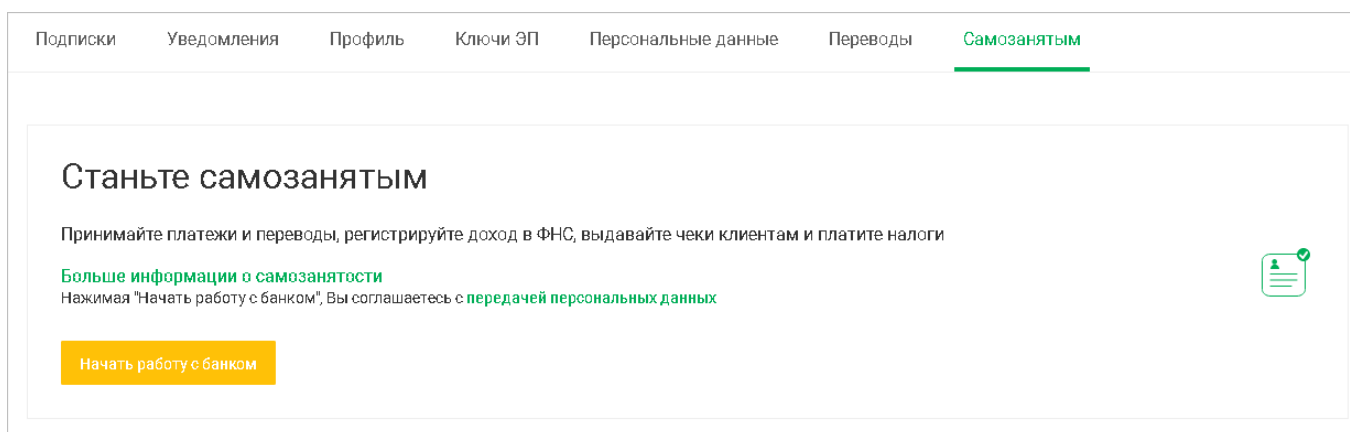 Подписки Уведомления Профиль Ключи ЭП Персональные данные Переводы Самозанятым
Станьте самозанятым
Принимайте платежи и переводы, регистрируйте доход в ФНС, выдавайте чеки клиентам и платите налоги
Больше информации о самозанятости
Нажимая "Начать работу с банком", Вы соглашаетесь с передачей персональных данных
Начать работу с банком